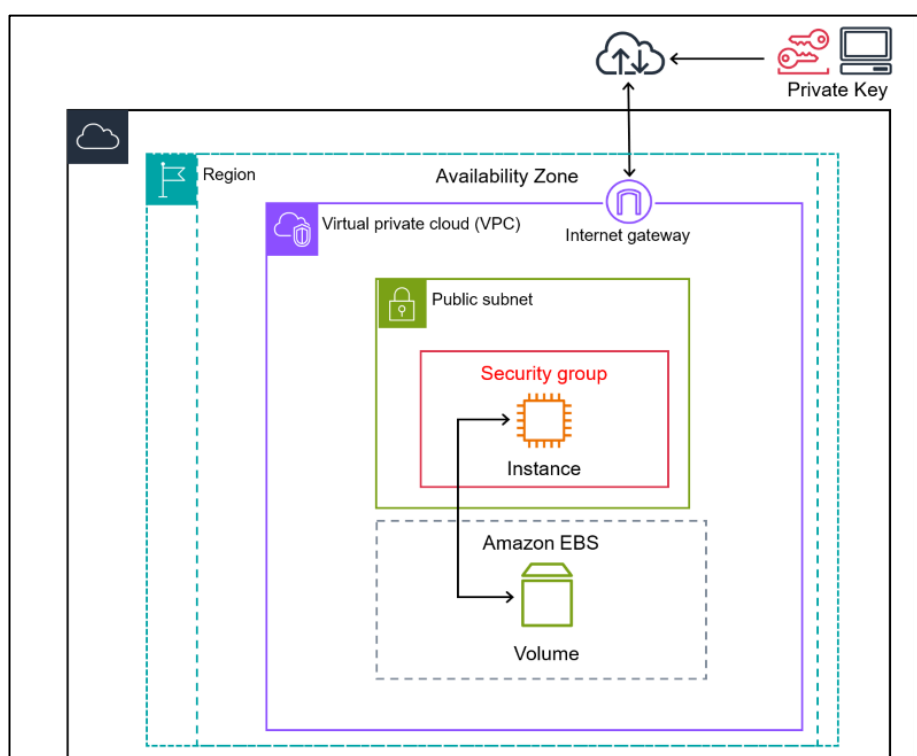 Private Key
Region
Availability Zone
Virtual private cloud (VPC)
Internet gateway
Public subnet
Security group
Instance
Amazon EBS
Volume